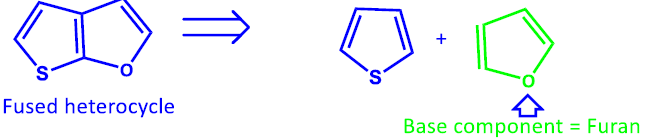 S O S + O
Fused heterocycle
Base component = Furan